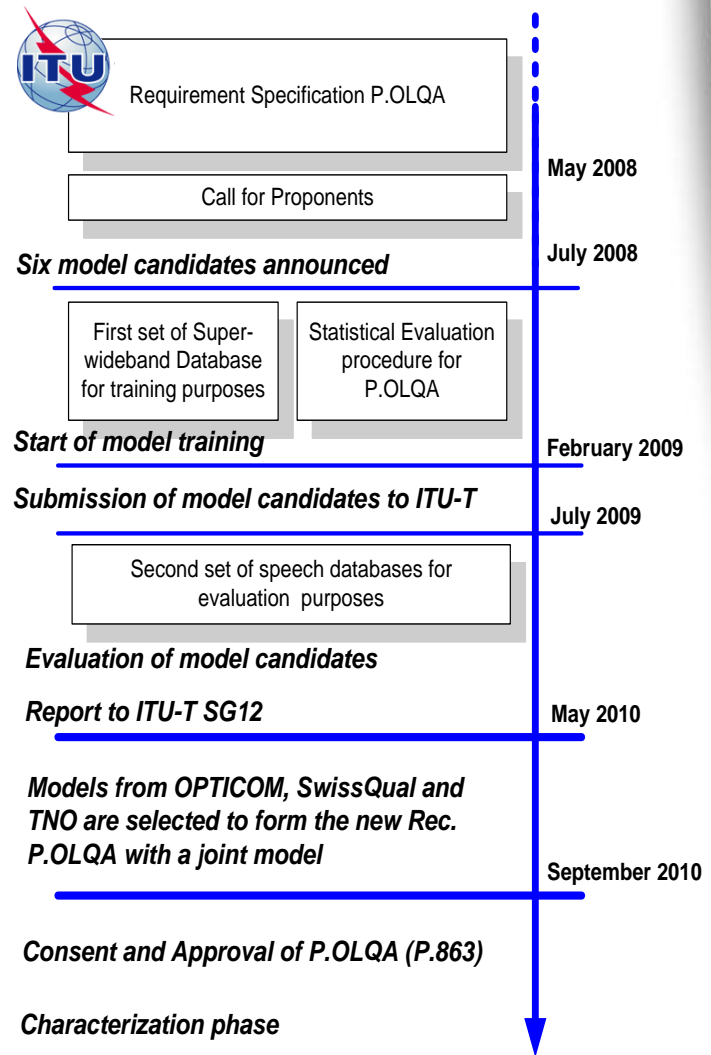 ITU
Requirement Specification P.OLQA
May 2008
Call for Proponents
July 2008
Six model candidates announced
First set of Super-
wideband Database
for training purposes
Statistical Evaluation
procedure for
P.OLQA
Start of model training
February 2009
Submission of model candidates to ITU-T
July 2009
Second set of speech databases for
evaluation purposes
Evaluation of model candidates
Report to ITU-T SG12
May 2010
Models from OPTICOM, SwissQual and
TNO are selected to form the new Rec.
P.OLQA with a joint model
September 2010
Consent and Approval of P.OLQA (P.863)
Characterization phase